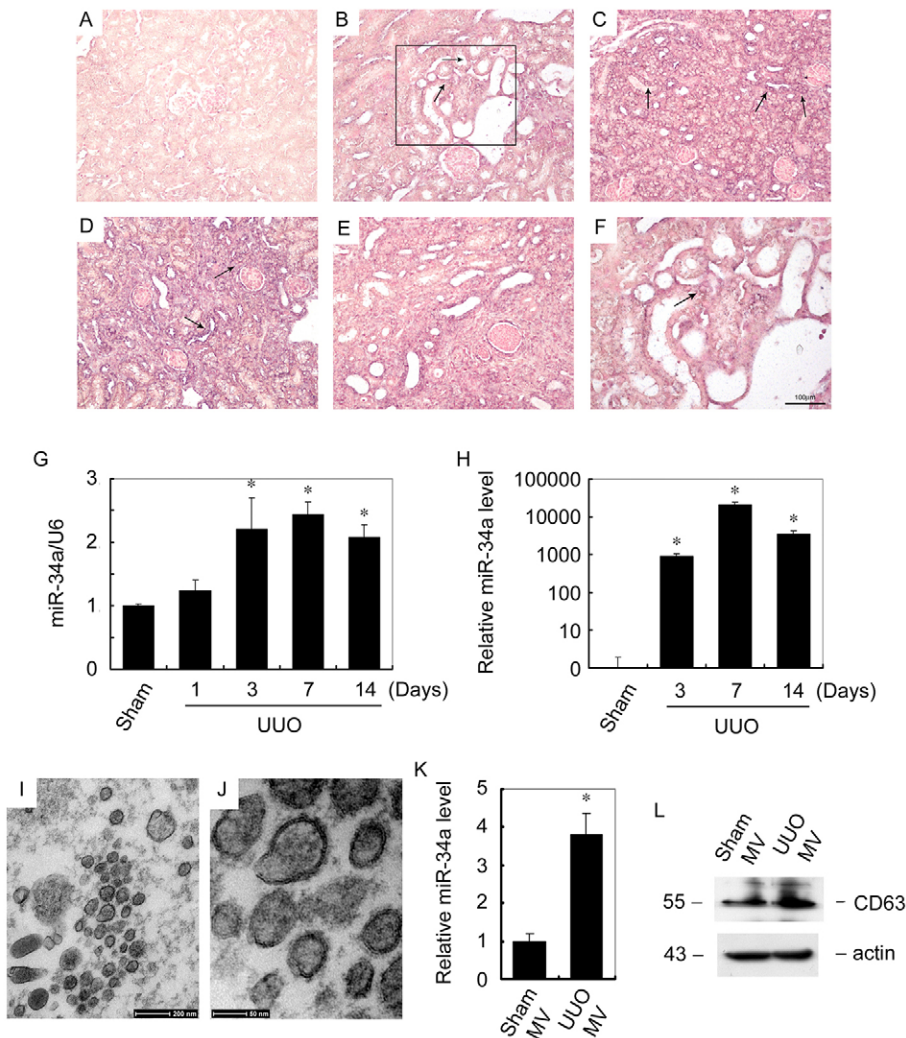 A
B
C
D
E
F
100μm
G
miR-34a/U6
3
2
1
0
*
*
*
Sham
1
3
7
14
(Days)
UUO
H
Relative miR-34a level
100000
10000
1000
100
10
0
*
*
*
Sham
3
7
14
(Days)
UUO
I
200 nm
J
50 nm
K
Relative miR-34a level
5
4
3
2
1
0
*
Sham MV
UUO MV
L
Sham MV
UUO MV
55 –
– CD63
43 –
– actin